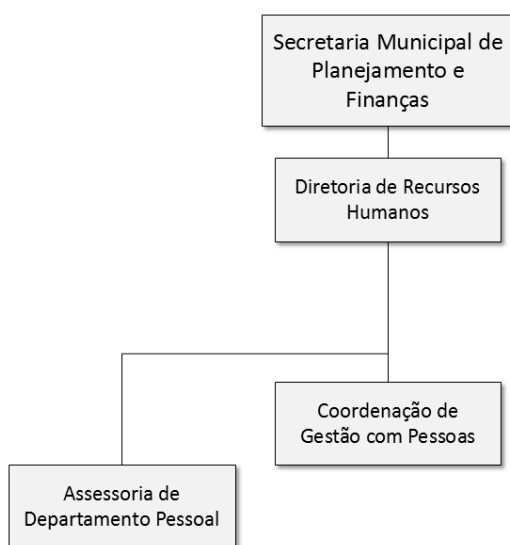 Secretaria Municipal de
Planejamento e
Finanças
Diretoria de Recursos
Humanos
Coordenação de
Gestão com Pessoas
Assessoria de
Departamento Pessoal